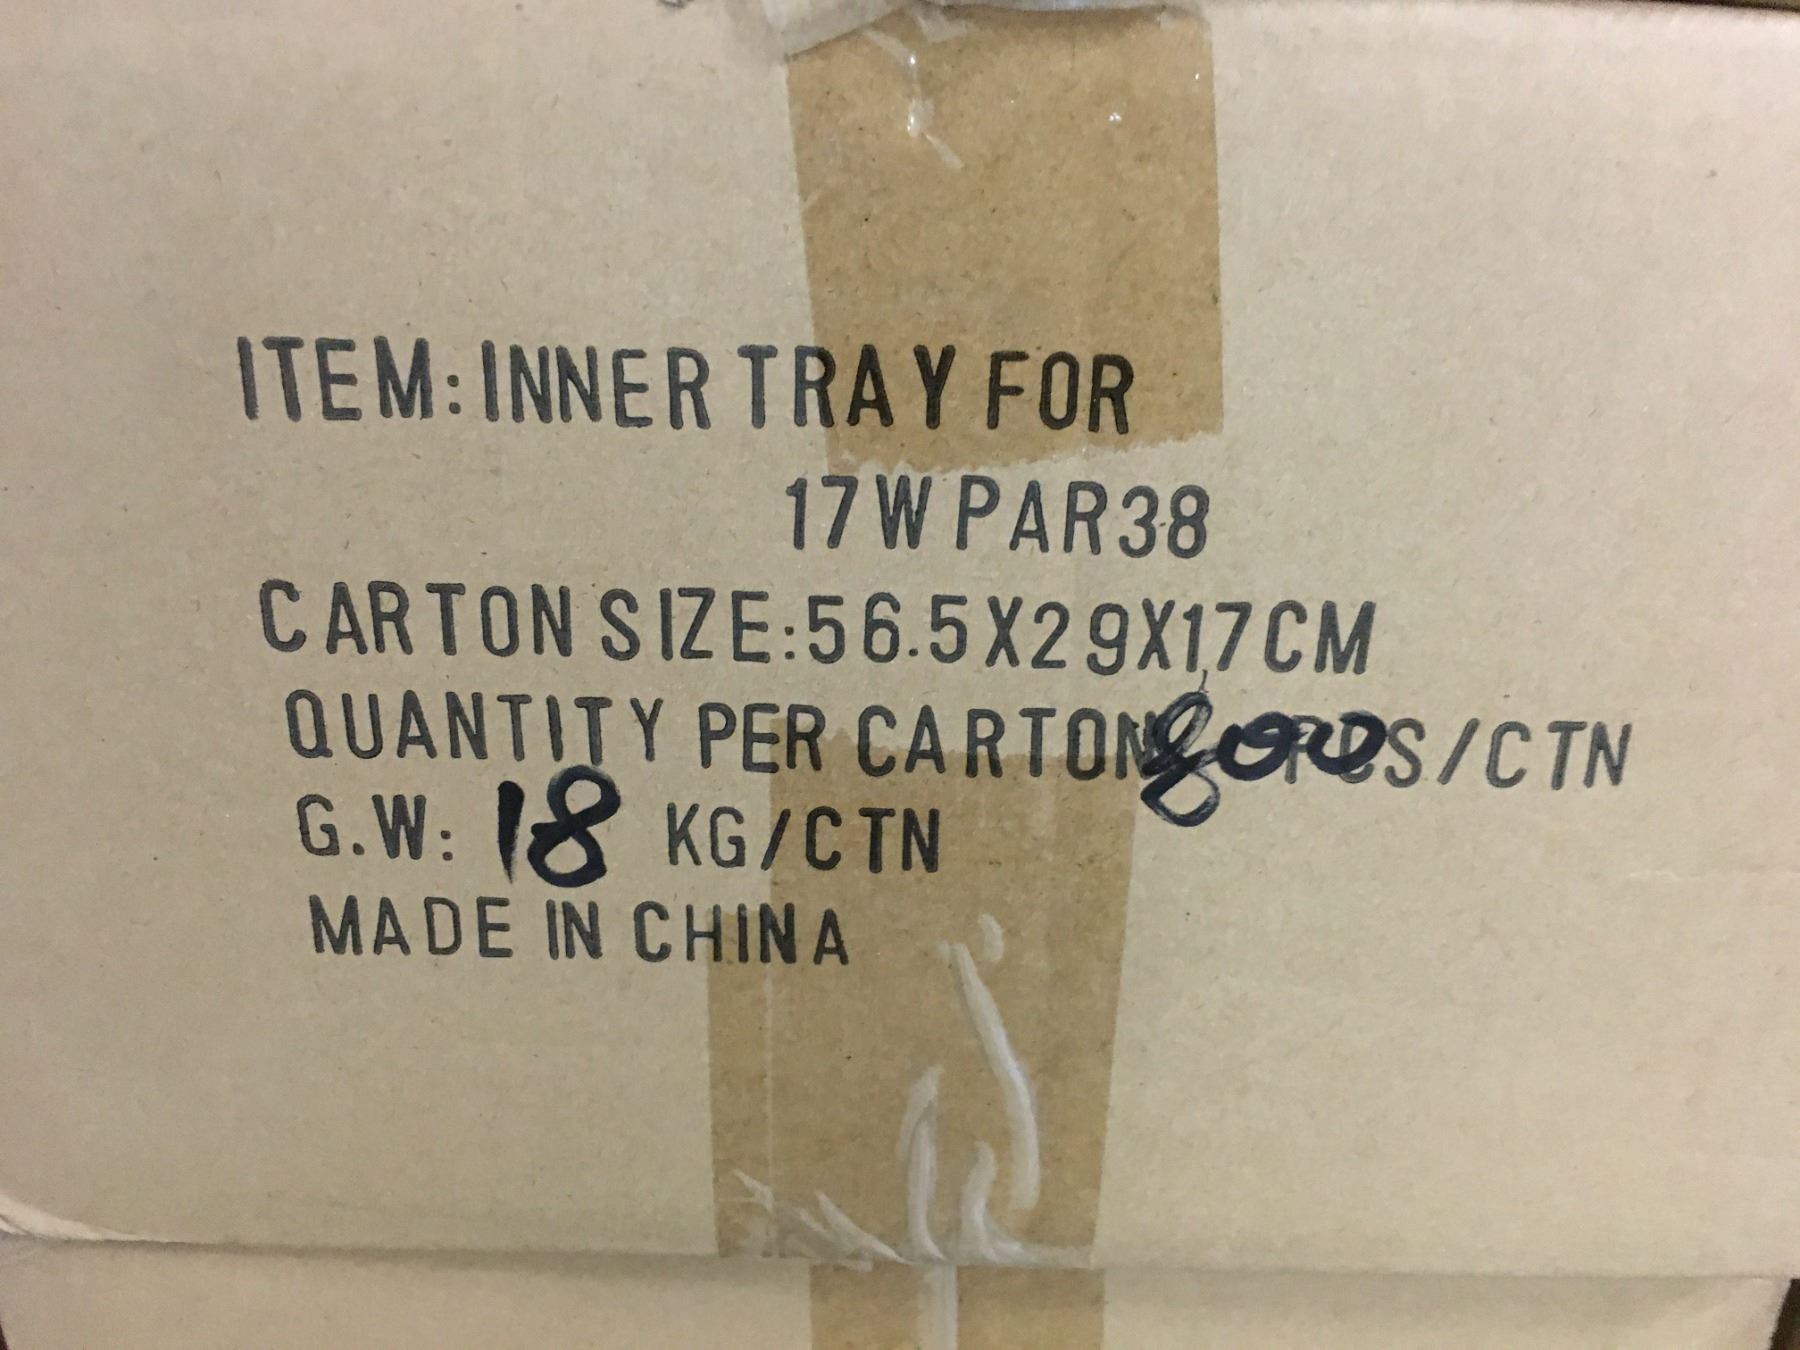 ITEM: INNER TRAY FOR
17W PAR38
CARTON SIZE:56.5X29X17CM
QUANTITY PER CARTON 800 PCS/CTN
G.W: 18 KG/CTN
MADE IN CHINA